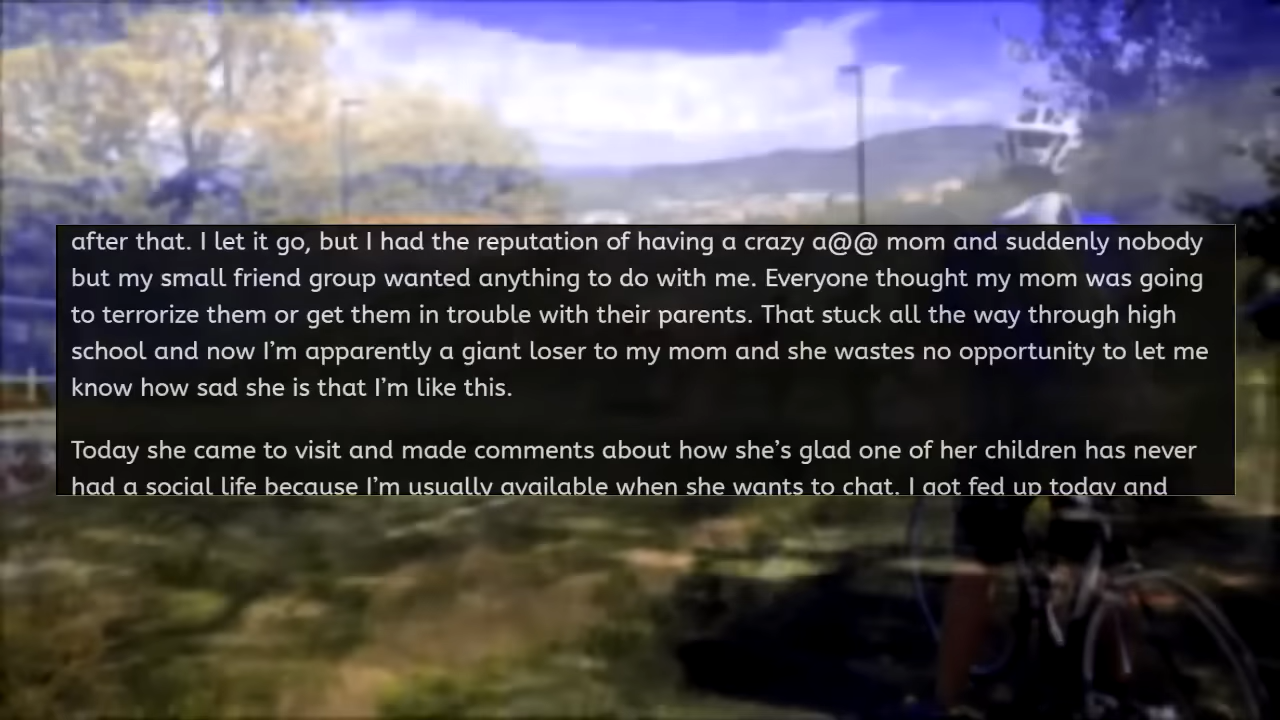 after that. I let it go, but I had the reputation of having a crazy a@@ mom and suddenly nobody
but my small friend group wanted anything to do with me. Everyone thought my mom was going
to terrorize them or get them in trouble with their parents. That stuck all the way through high
school and now I’m apparently a giant loser to my mom and she wastes no opportunity to let me
know how sad she is that I’m like this.
Today she came to visit and made comments about how she’s glad one of her children has never
had a social life because I’m usually available when she wants to chat. I got fed up today and